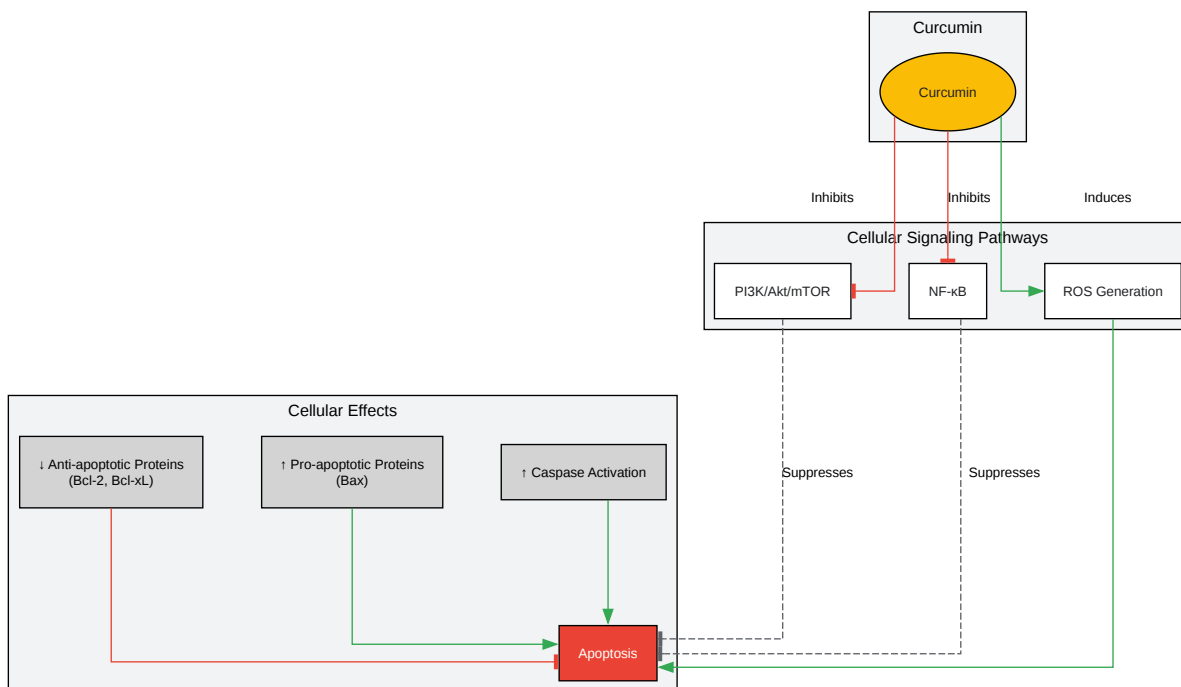 Curcumin
Curcumin
Inhibits
Inhibits
Induces
Cellular Signaling Pathways
PI3K/Akt/mTOR
NF-κB
ROS Generation
Cellular Effects
↓ Anti-apoptotic Proteins
(Bcl-2, Bcl-xL)
↑ Pro-apoptotic Proteins
(Bax)
↑ Caspase Activation
Suppresses
Suppresses
Apoptosis